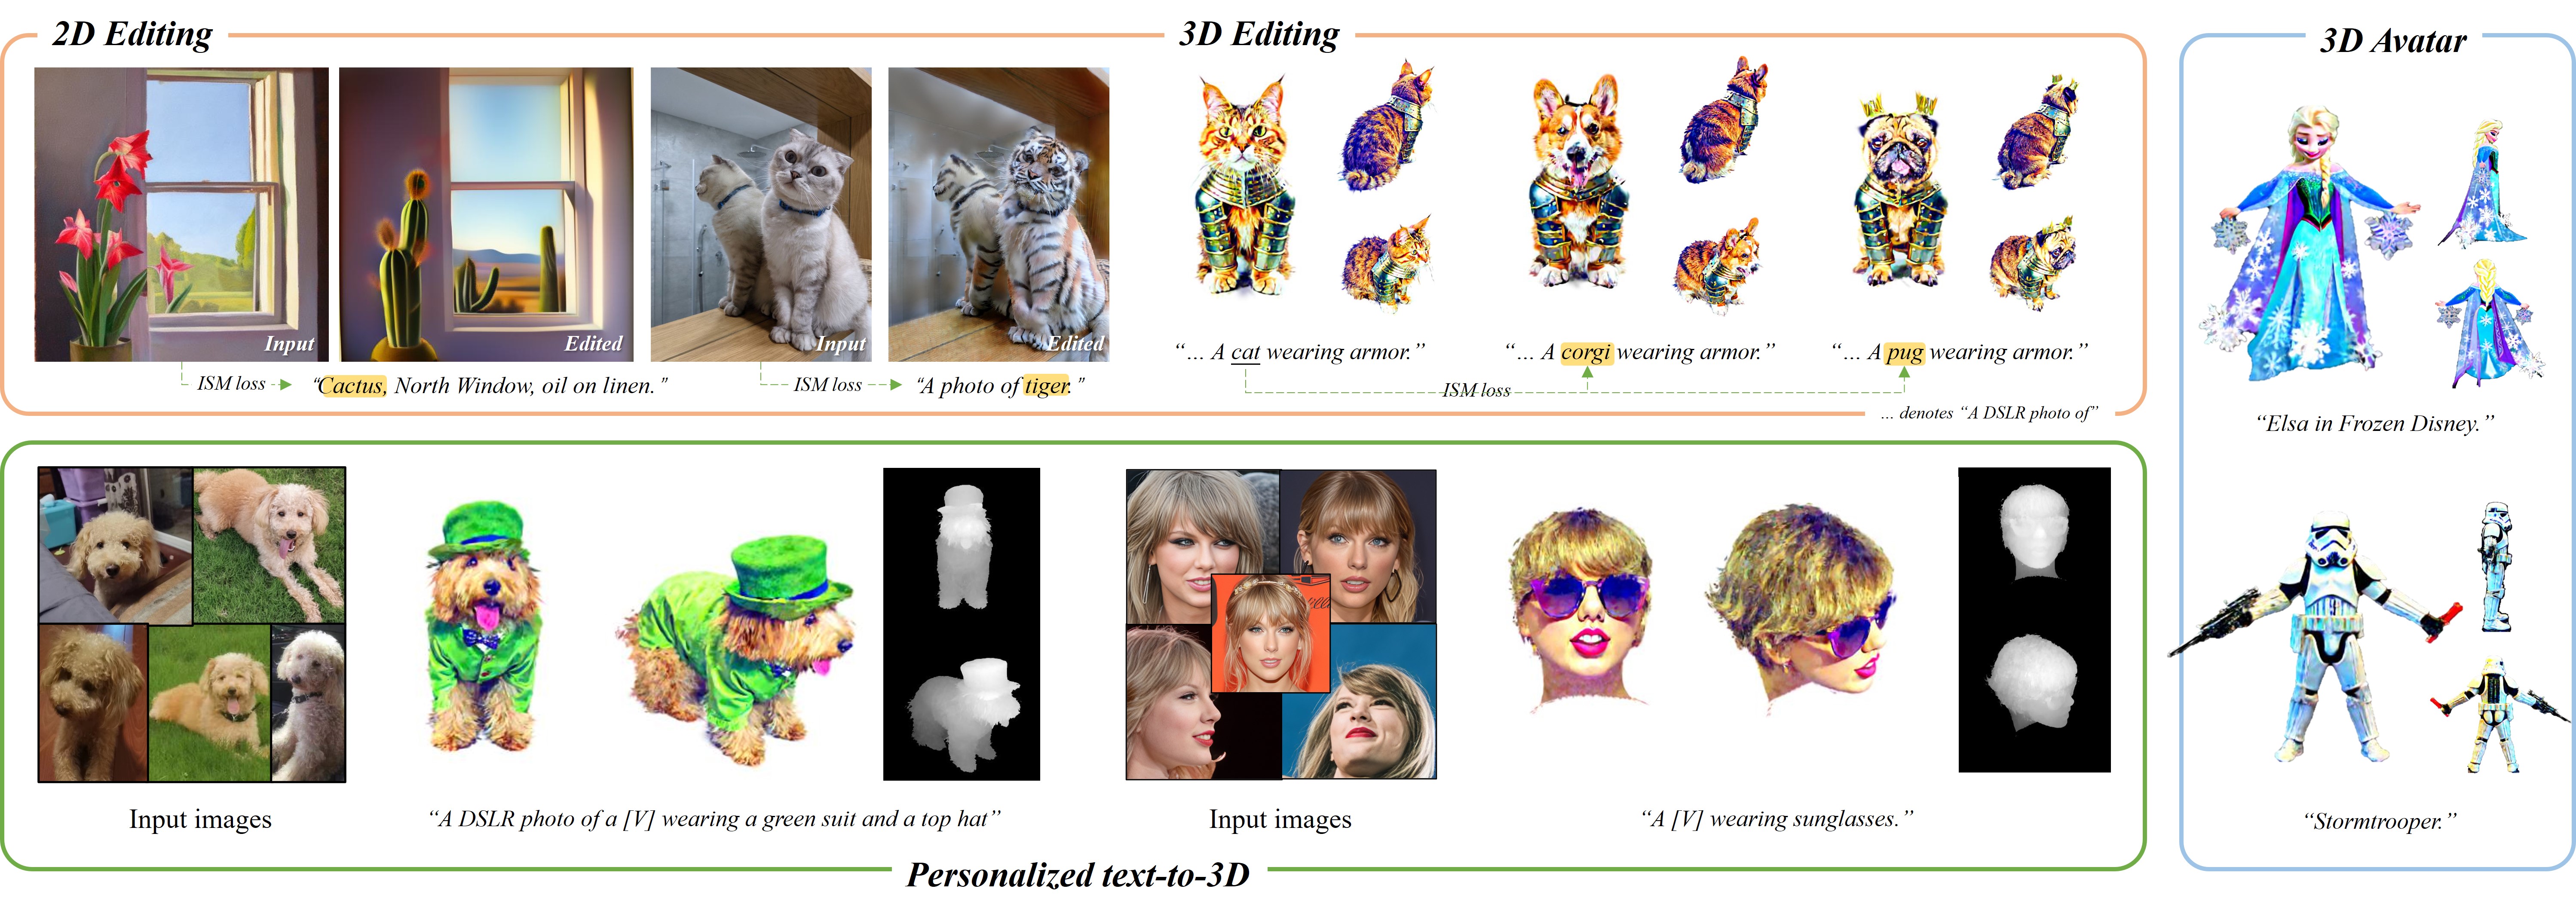 2D Editing
3D Editing
3D Avatar
Input
Edited
Input
Edited
ISM loss
“Cactus, North Window, oil on linen.”
ISM loss
“A photo of tiger.”
“... A cat wearing armor.”
“... A corgi wearing armor.”
“... A pug wearing armor.”
ISM loss
... denotes “A DSLR photo of”
“Elsa in Frozen Disney.”
Input images
“A DSLR photo of a [V] wearing a green suit and a top hat”
Input images
“A [V] wearing sunglasses.”
“Stormtrooper.”
Personalized text-to-3D